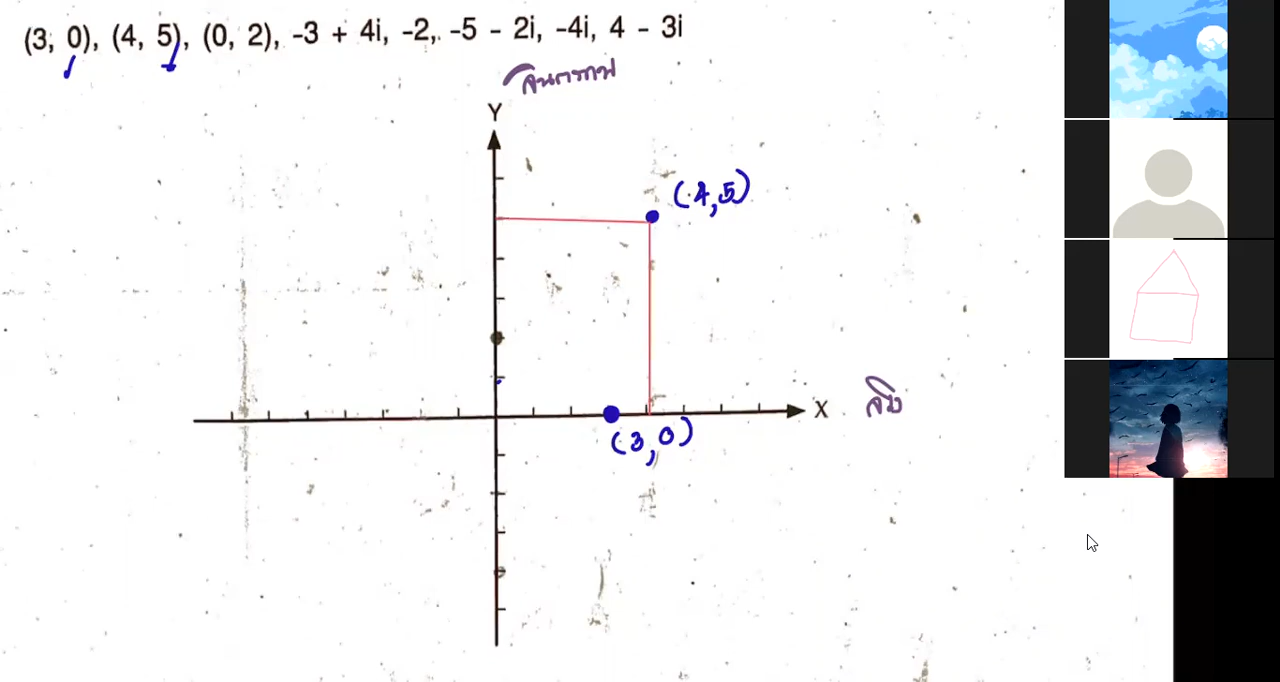 (3, 0), (4, 5), (0, 2), -3 + 4i, -2, -5 - 2i, -4i, 4 - 3i
จินตภาพ
Y
(4,5)
X
จริง
(3,0)